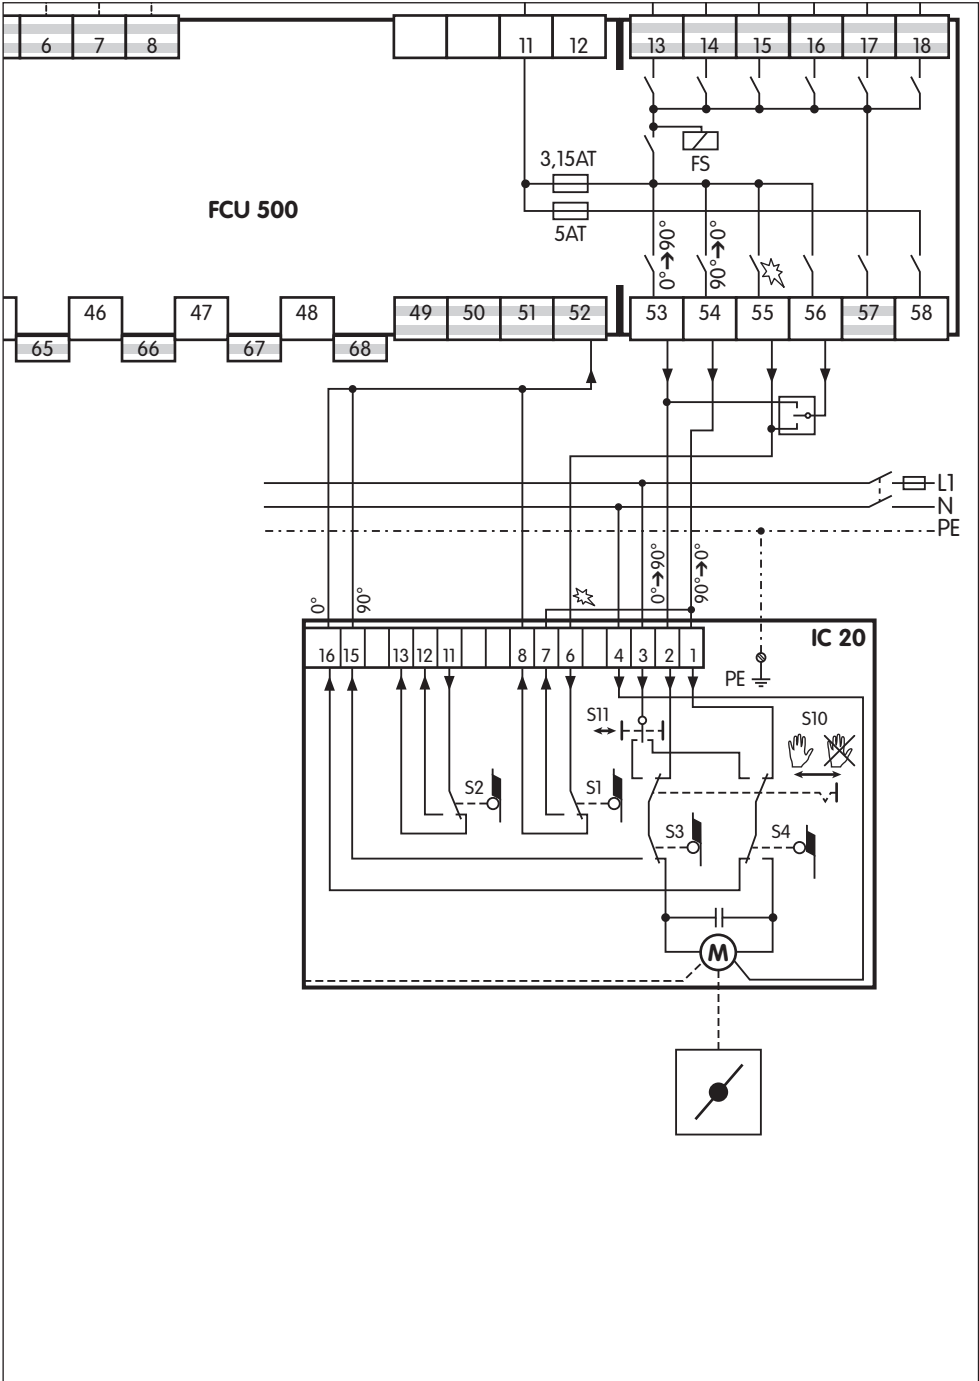 6 7 8 11 12 13 14 15 16 17 18
3,15AT
FS
FCU 500
5AT
0°➔90°
90°➔0°
46 47 48 49 50 51 52 53 54 55 56 57 58
65 66 67 68
L1
N
PE
0°
90°
0°➔90°
90°➔0°
IC 20
16 15 13 12 11 8 7 6 4 3 2 1
PE
S11
S10
S2
S1
S3
S4
M